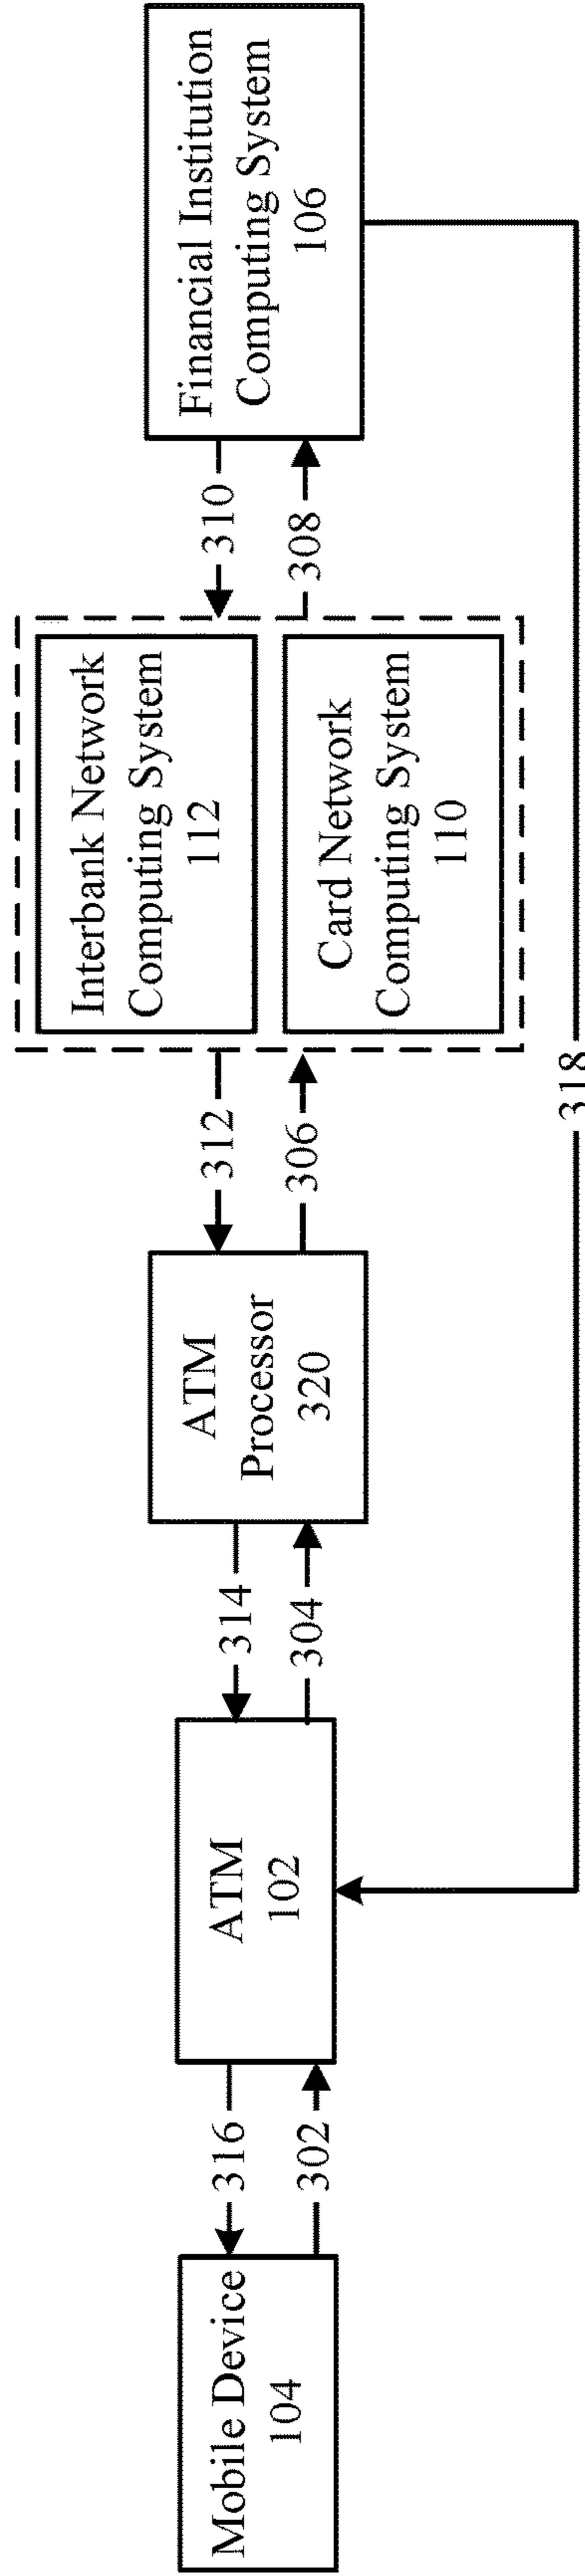 Mobile Device
104
316
302
ATM
102
314
304
ATM
Processor
320
312
306
Interbank Network
Computing System
112
Card Network
Computing System
110
310
308
Financial Institution
Computing System
106
318